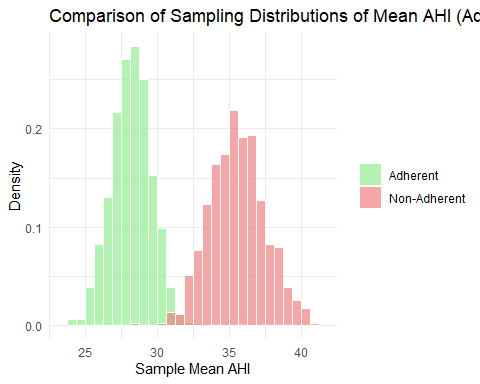 Comparison of Sampling Distributions of Mean AHI (Ad
Density
0.2
0.1
0.0
25 30 35 40
Sample Mean AHI
Adherent
Non-Adherent